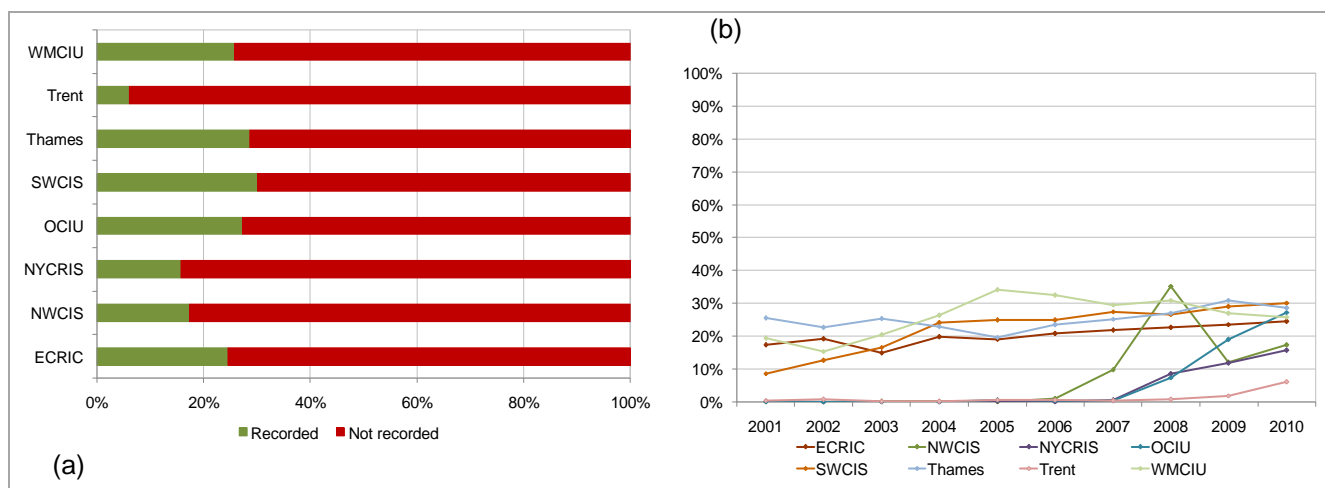 WMCIU
Trent
Thames
SWCIS
OCIU
NYCRIS
NWCIS
ECRIC
0% 20% 40% 60% 80% 100%
Recorded Not recorded
(a)
(b)
100%
90%
80%
70%
60%
50%
40%
30%
20%
10%
0%
2001 2002 2003 2004 2005 2006 2007 2008 2009 2010
ECRIC NWCIS NYCRIS OCIU
SWCIS Thames Trent WMCIU